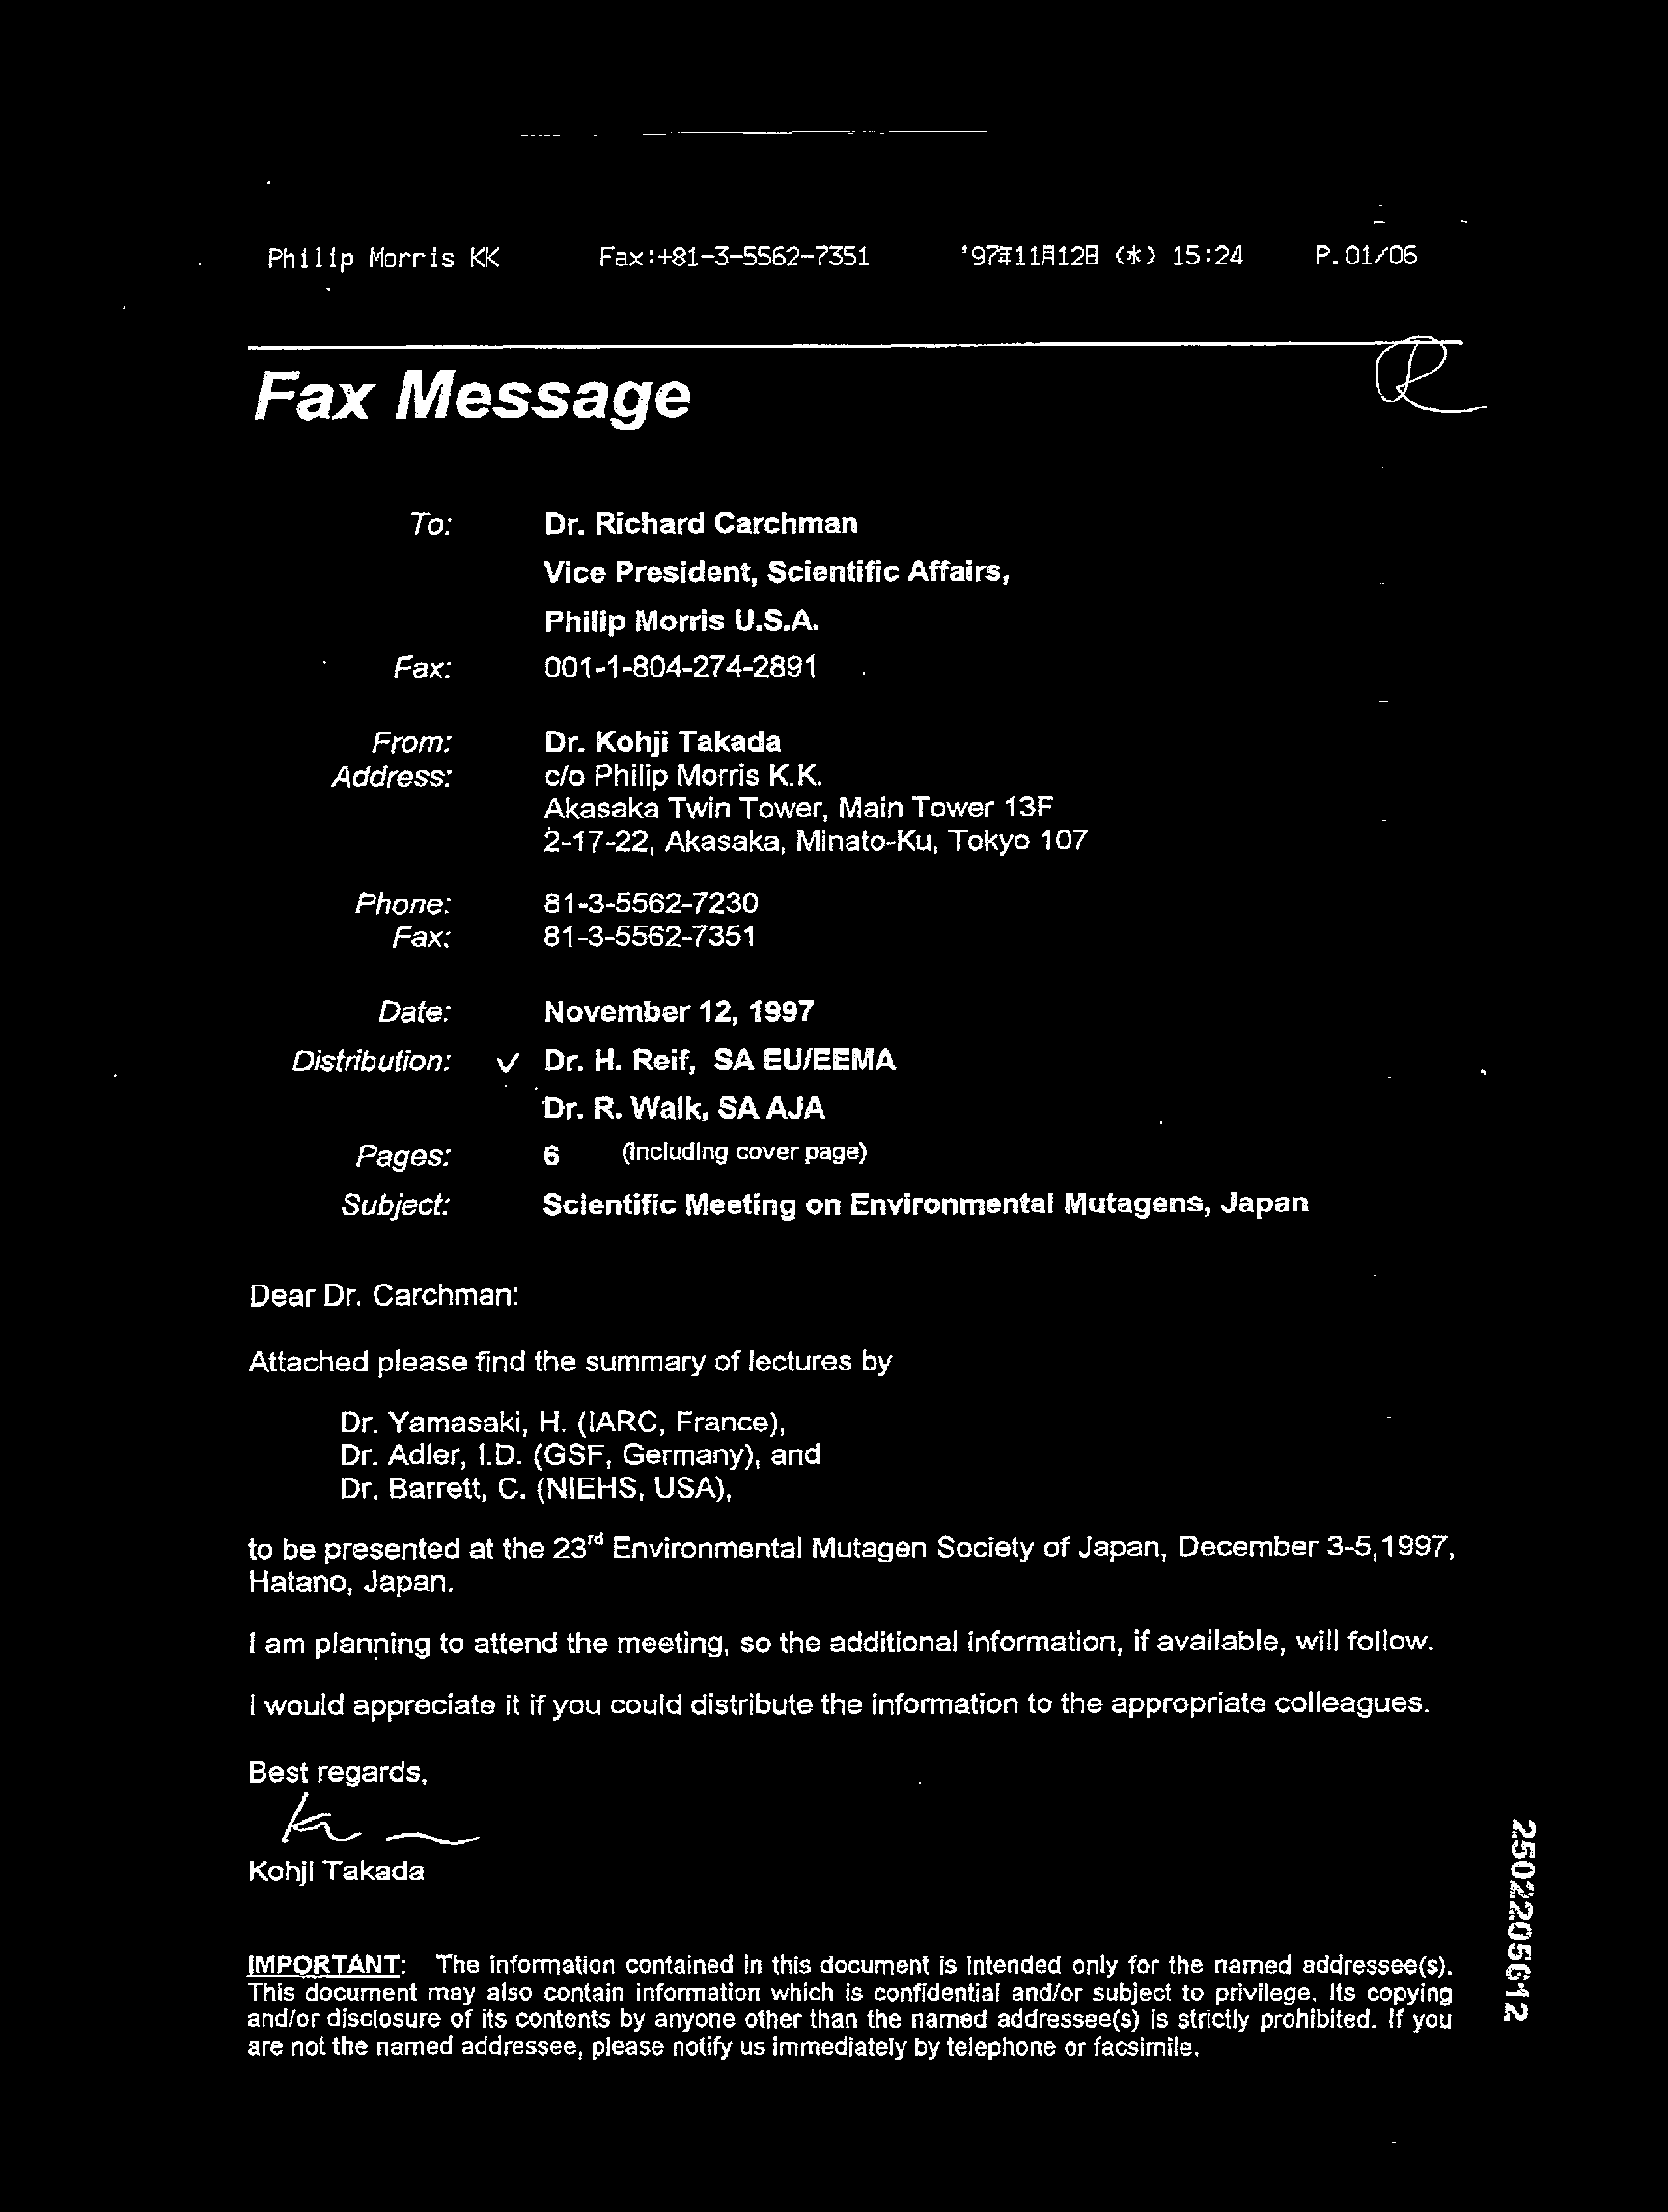 Philip Morris KK Fax:+81-3-5562-7351 '97年11月12日 (水) 15:24 P.01/06
R
Fax Message
To: Dr. Richard Carchman
Vice President, Scientific Affairs,
Philip Morris U.S.A.
Fax: 001-1-804-274-2891
From: Dr. Kohji Takada
Address: c/o Philip Morris K.K.
Akasaka Twin Tower, Main Tower 13F
2-17-22, Akasaka, Minato-Ku, Tokyo 107
Phone: 81-3-5562-7230
Fax: 81-3-5562-7351
Date: November 12, 1997
Distribution: ✓ Dr. H. Reif, SA EU/EEMA
Dr. R. Walk, SA AJA
Pages: 6 (including cover page)
Subject: Scientific Meeting on Environmental Mutagens, Japan
Dear Dr. Carchman:
Attached please find the summary of lectures by
Dr. Yamasaki, H. (IARC, France),
Dr. Adler, I.D. (GSF, Germany), and
Dr. Barrett, C. (NIEHS, USA),
to be presented at the 23rd Environmental Mutagen Society of Japan, December 3-5,1997,
Hatano, Japan.
I am planning to attend the meeting, so the additional information, if available, will follow.
I would appreciate it if you could distribute the information to the appropriate colleagues.
Best regards,
Kohji Takada
IMPORTANT: The information contained in this document is intended only for the named addressee(s).
This document may also contain information which is confidential and/or subject to privilege. Its copying
and/or disclosure of its contents by anyone other than the named addressee(s) is strictly prohibited. If you
are not the named addressee, please notify us immediately by telephone or facsimile.
2502205612